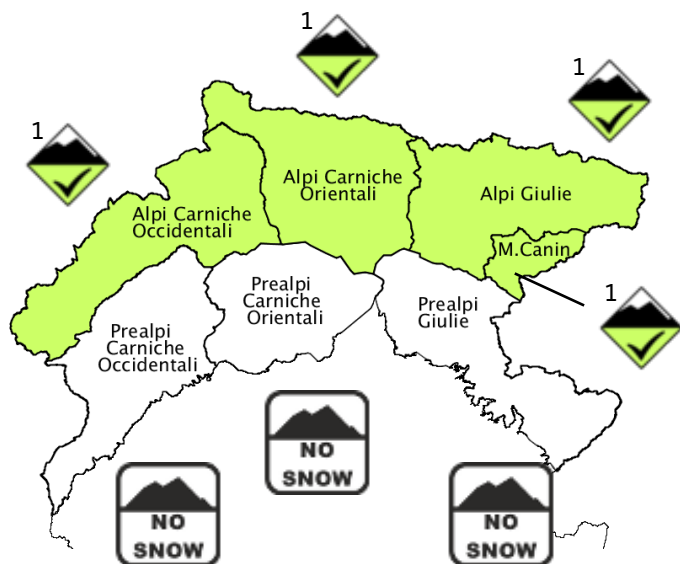 1
1
1
Alpi Carniche
Orientali
Alpi Giulie
Alpi Carniche
Occidentali
M.Canin
Prealpi
Carniche
Orientali
Prealpi
Giulie
1
Prealpi
Carniche
Occidentali
NO
SNOW
NO
SNOW
NO
SNOW